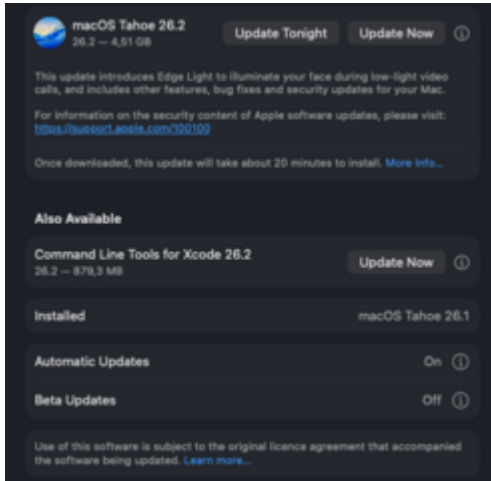 macOS Tahoe 26.2
26.2 — 4,51 GB
Update Tonight
Update Now
This update introduces Edge Light to illuminate your face during low-light video
calls, and includes other features, bug fixes and security updates for your Mac.
For information on the security content of Apple software updates, please visit:
https://support.apple.com/100100
Once downloaded, this update will take about 20 minutes to install. More Info...
Also Available
Command Line Tools for Xcode 26.2
26.2 — 879,3 MB
Update Now
Installed
macOS Tahoe 26.1
Automatic Updates
On
Beta Updates
Off
Use of this software is subject to the original licence agreement that accompanied
the software being updated. Learn more...